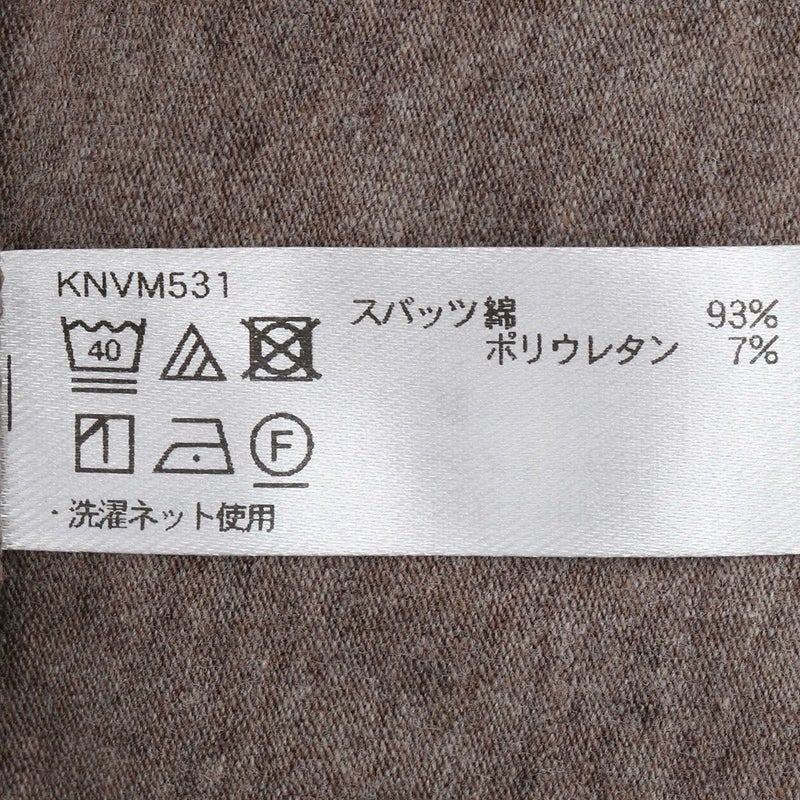 KNVM531
スパッツ 綿 93%
ポリウレタン 7%
40
F
・洗濯ネット使用